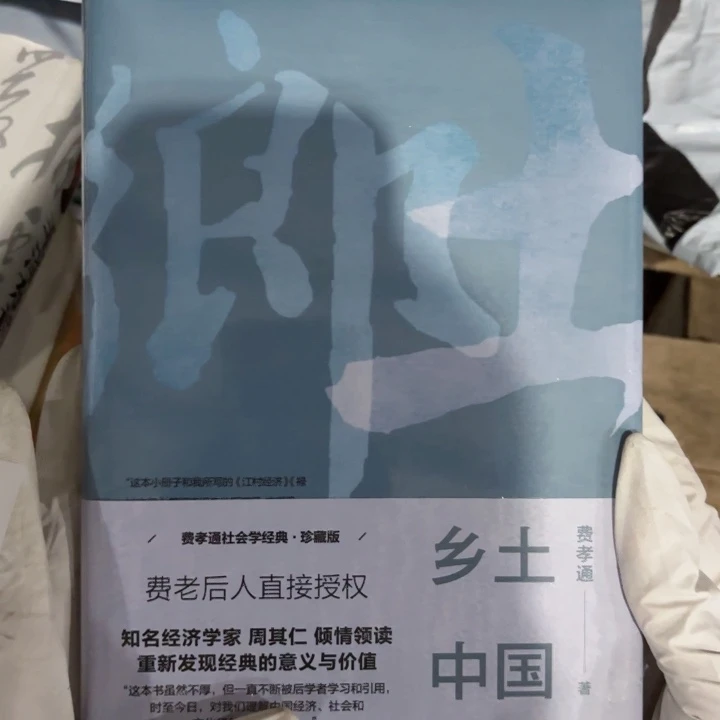 鄉土
"这本小册子和我所写的《江村经济》《禄
费孝通社会学经典·珍藏版
费老后人直接授权
知名经济学家 周其仁 倾情领读
重新发现经典的意义与价值
"这本书虽然不厚，但一直不断被后学者学习和引用，
时至今日，对我们理解中国经济、社会和
乡土
中国
费孝通
著